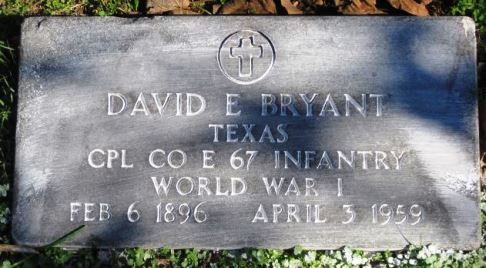 DAVID E BRYANT
TEXAS
CPL CO E 67 INFANTRY
WORLD WAR I
FEB 6 1896 APRIL 3 1959